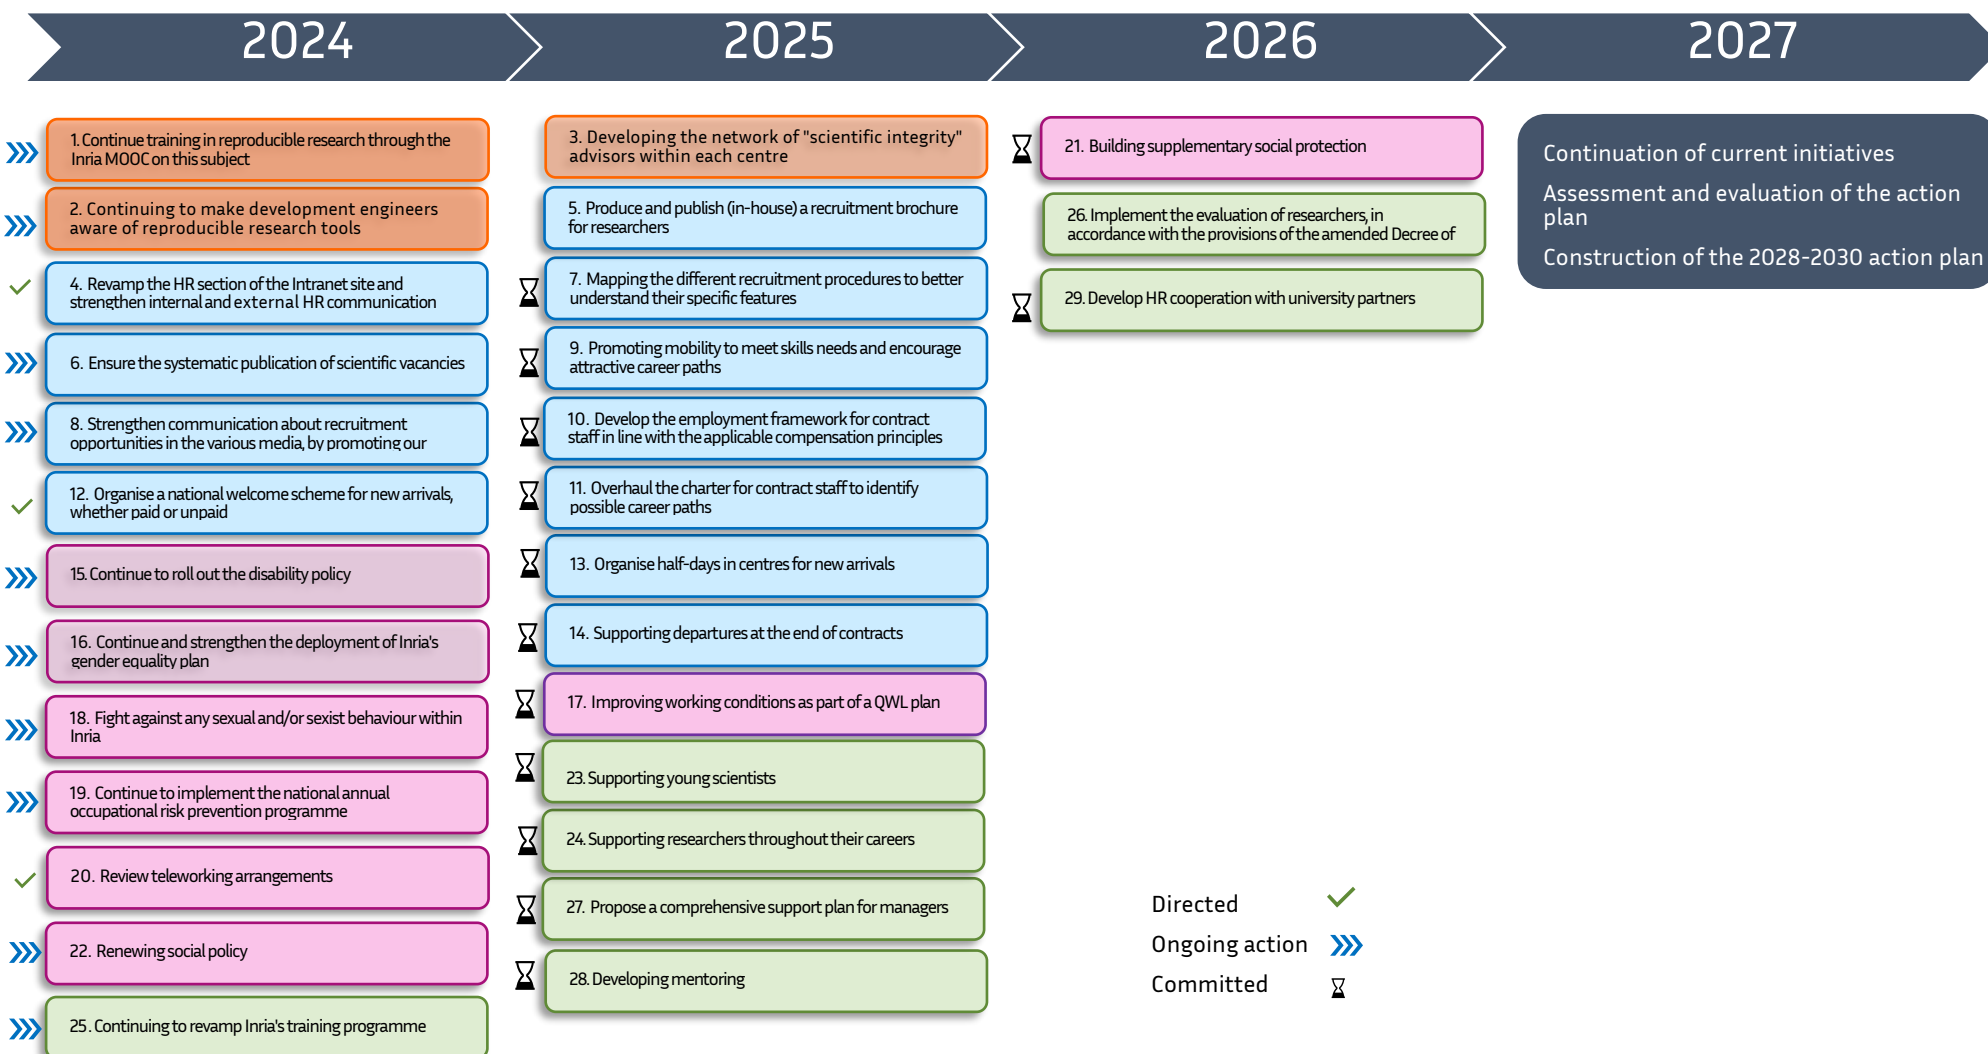 2024
2025
2026
2027
1. Continue training in reproducible research through the
Inria MOOC on this subject
2. Continuing to make development engineers
aware of reproducible research tools
4. Revamp the HR section of the Intranet site and
strengthen internal and external HR communication
6. Ensure the systematic publication of scientific vacancies
8. Strengthen communication about recruitment
opportunities in the various media, by promoting our
12. Organise a national welcome scheme for new arrivals,
whether paid or unpaid
15. Continue to roll out the disability policy
16. Continue and strengthen the deployment of Inria's
gender equality plan
18. Fight against any sexual and/or sexist behaviour within
Inria
19. Continue to implement the national annual
occupational risk prevention programme
20. Review teleworking arrangements
22. Renewing social policy
25. Continuing to revamp Inria's training programme
3. Developing the network of "scientific integrity"
advisors within each centre
5. Produce and publish (in-house) a recruitment brochure
for researchers
7. Mapping the different recruitment procedures to better
understand their specific features
9. Promoting mobility to meet skills needs and encourage
attractive career paths
10. Develop the employment framework for contract
staff in line with the applicable compensation principles
11. Overhaul the charter for contract staff to identify
possible career paths
13. Organise half-days in centres for new arrivals
14. Supporting departures at the end of contracts
17. Improving working conditions as part of a QWL plan
23. Supporting young scientists
24. Supporting researchers throughout their careers
27. Propose a comprehensive support plan for managers
28. Developing mentoring
21. Building supplementary social protection
26. Implement the evaluation of researchers, in
accordance with the provisions of the amended Decree of
29. Develop HR cooperation with university partners
Continuation of current initiatives
Assessment and evaluation of the action
plan
Construction of the 2028-2030 action plan
Directed
Ongoing action
Committed